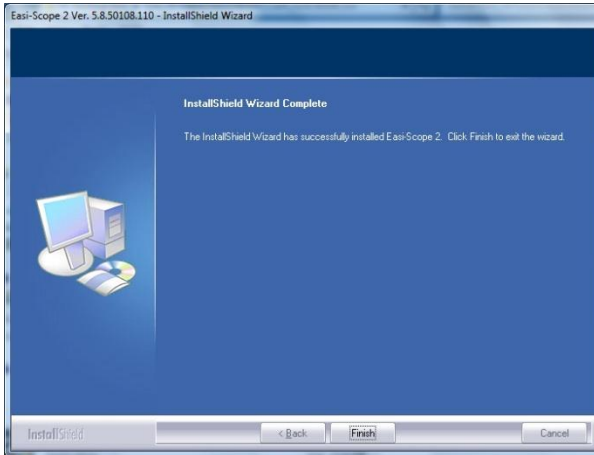 Easi-Scope 2 Ver. 5.8.50108.110 - InstallShield Wizard
InstallShield Wizard Complete
The InstallShield Wizard has successfully installed Easi-Scope 2. Click Finish to exit the wizard.
InstallShield
< Back
Finish
Cancel